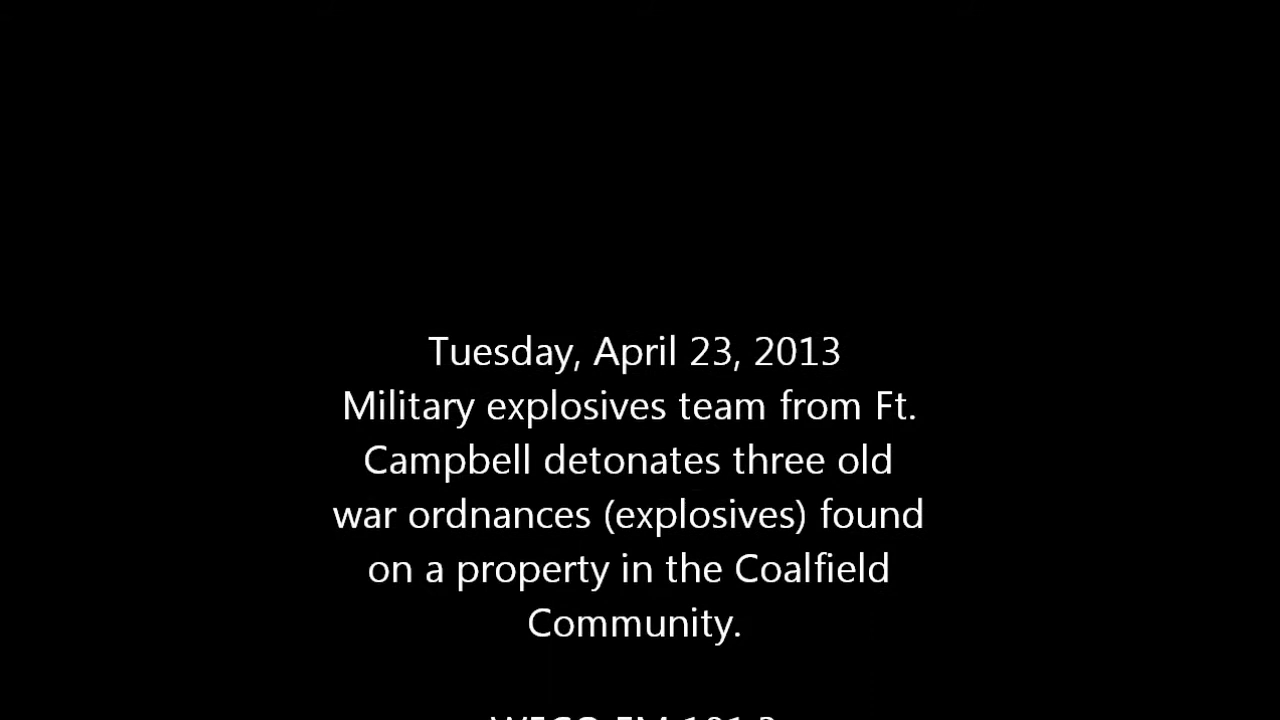 Tuesday, April 23, 2013
Military explosives team from Ft.
Campbell detonates three old
war ordnances (explosives) found
on a property in the Coalfield
Community.